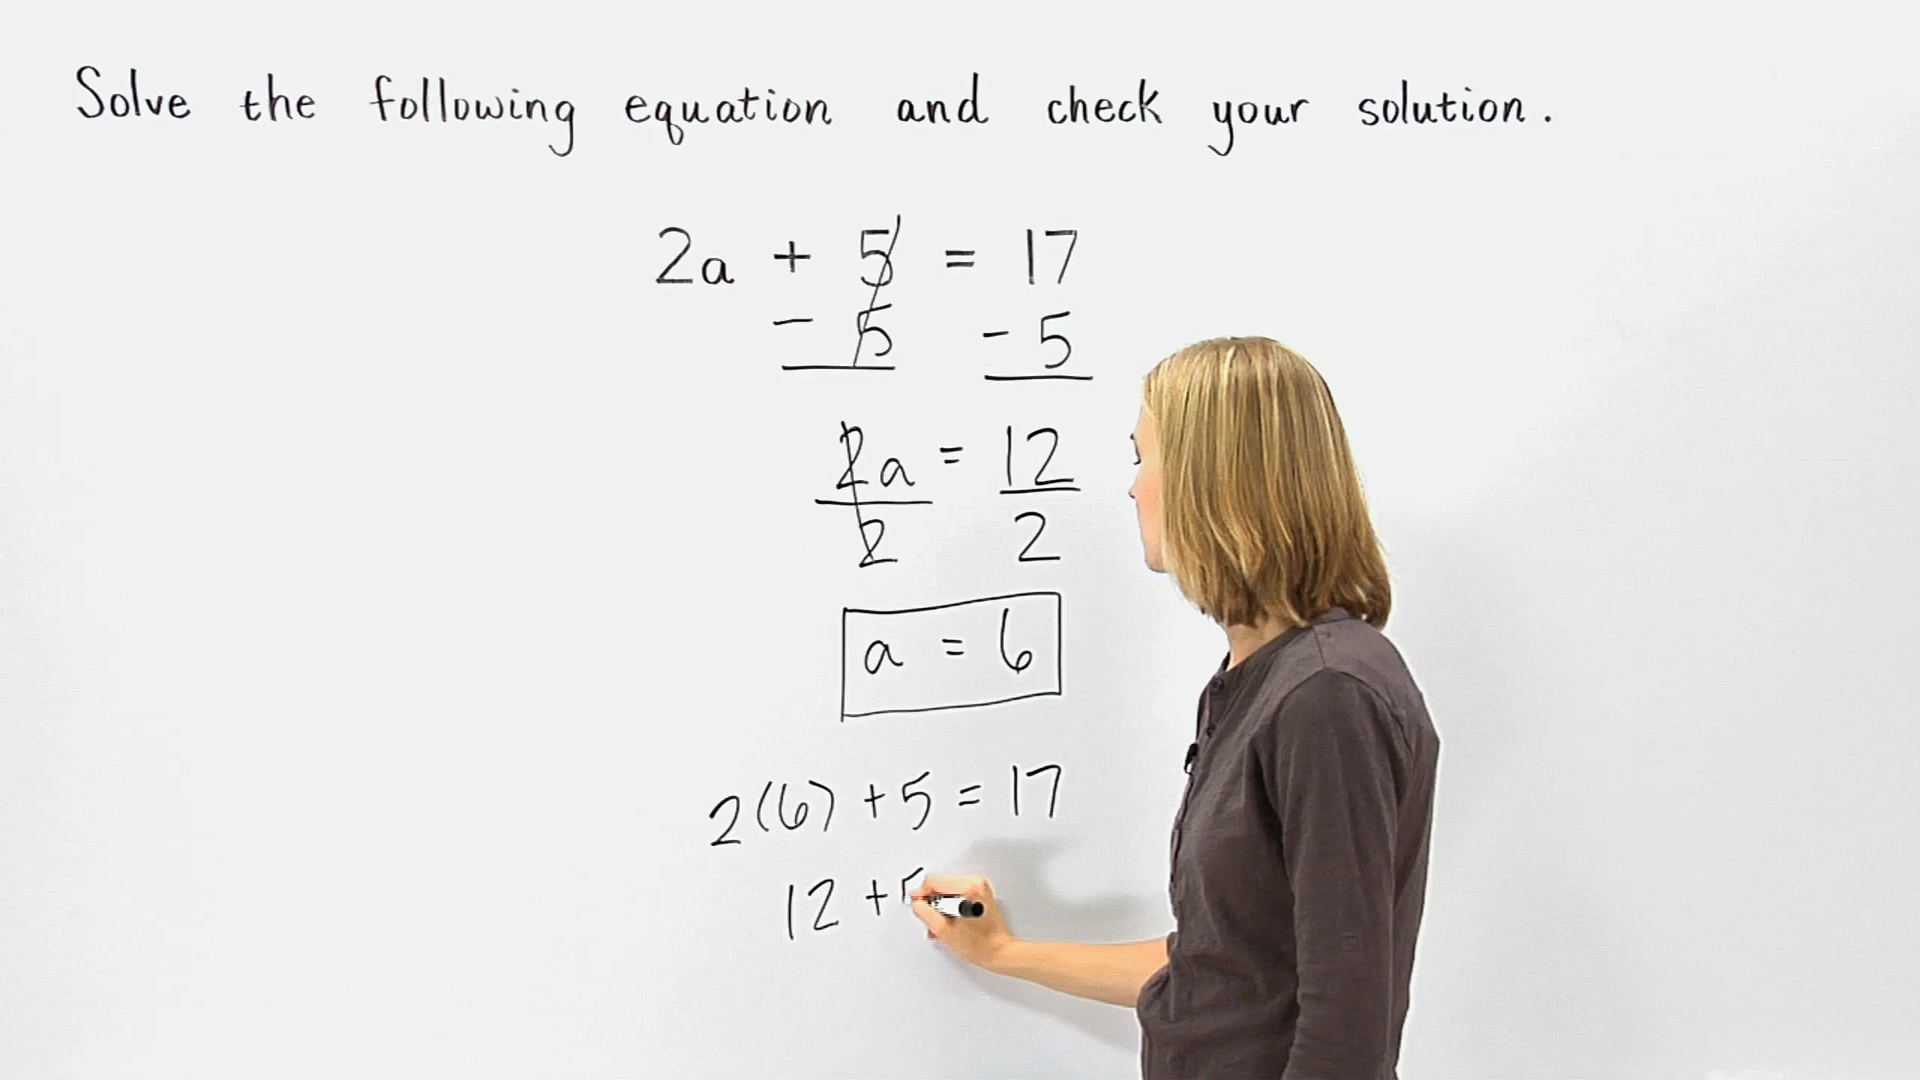 Solve the following equation and check your solution.
2a + 5 = 17
- 5 - 5
2a = 12
2 2
a = 6
2(6) + 5 = 17
12 + 5